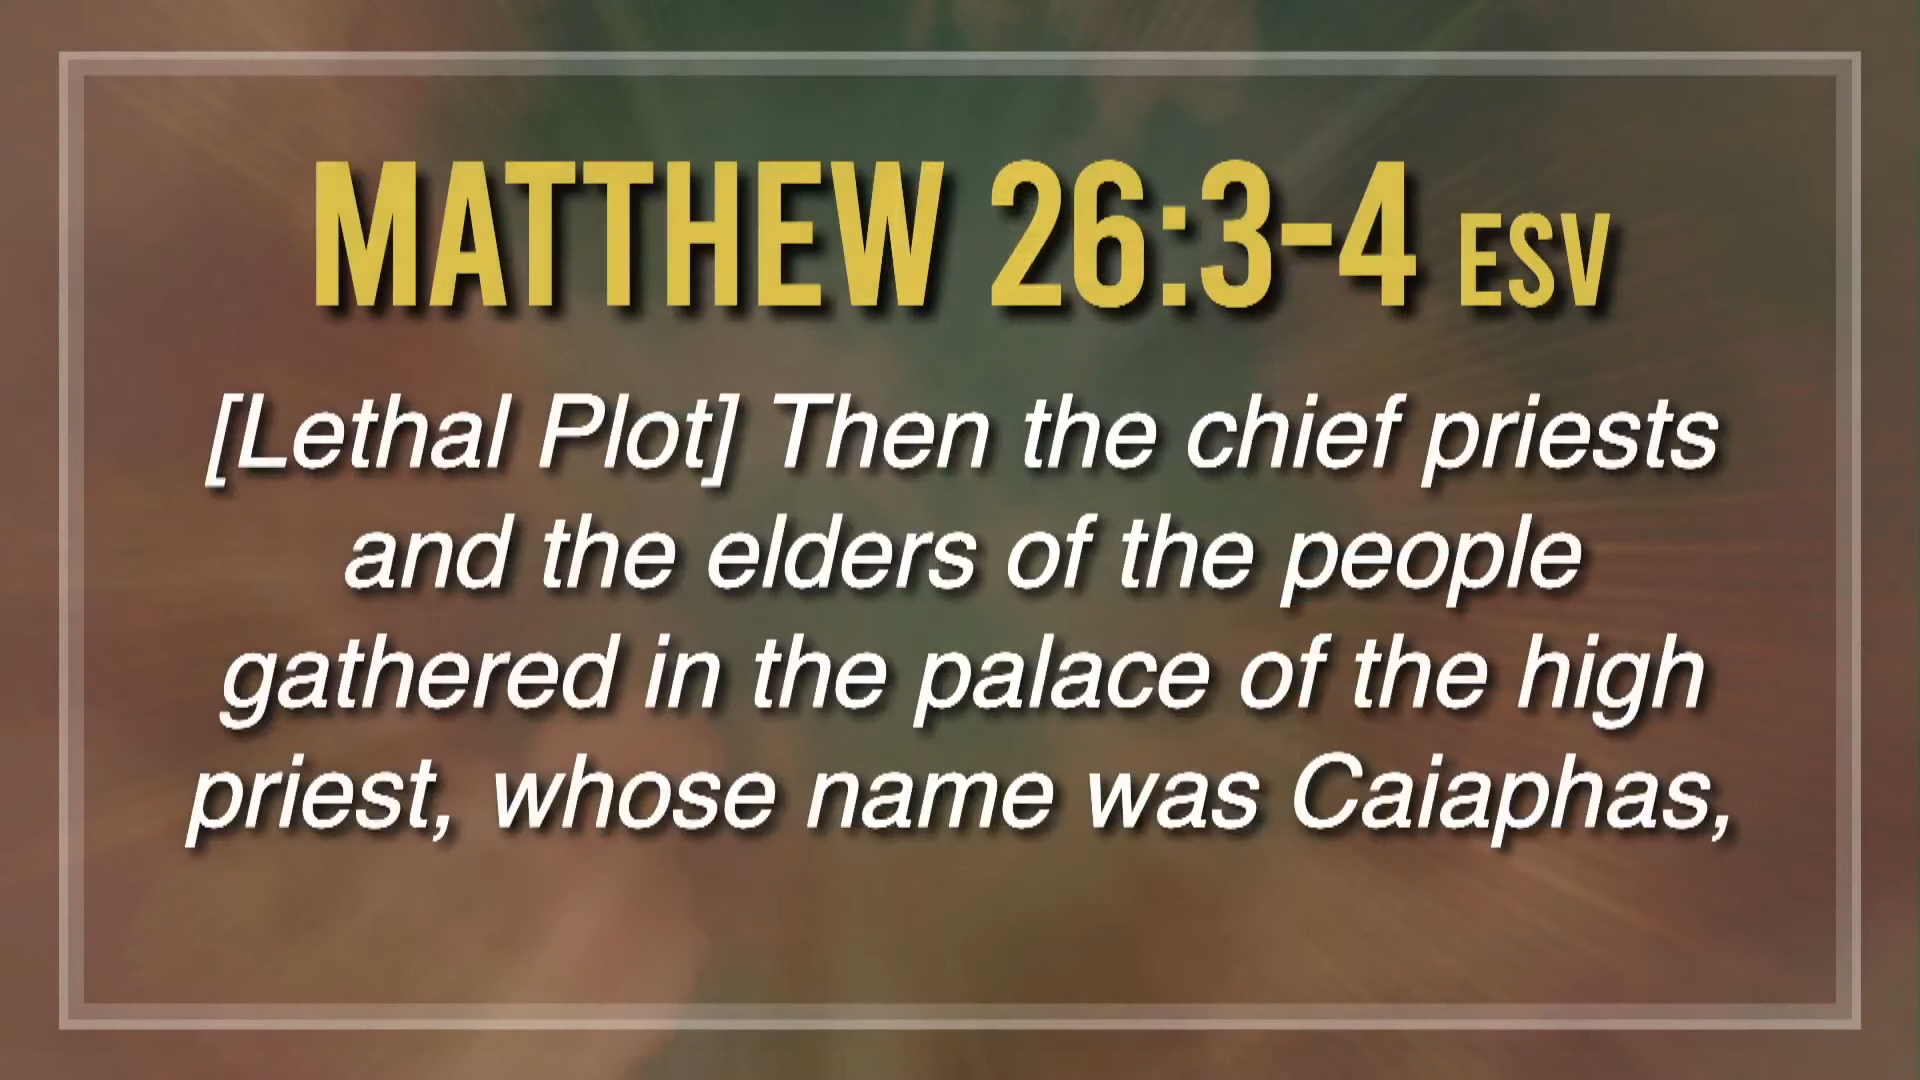 MATTHEW 26:3-4 ESV
[Lethal Plot] Then the chief priests
and the elders of the people
gathered in the palace of the high
priest, whose name was Caiaphas,